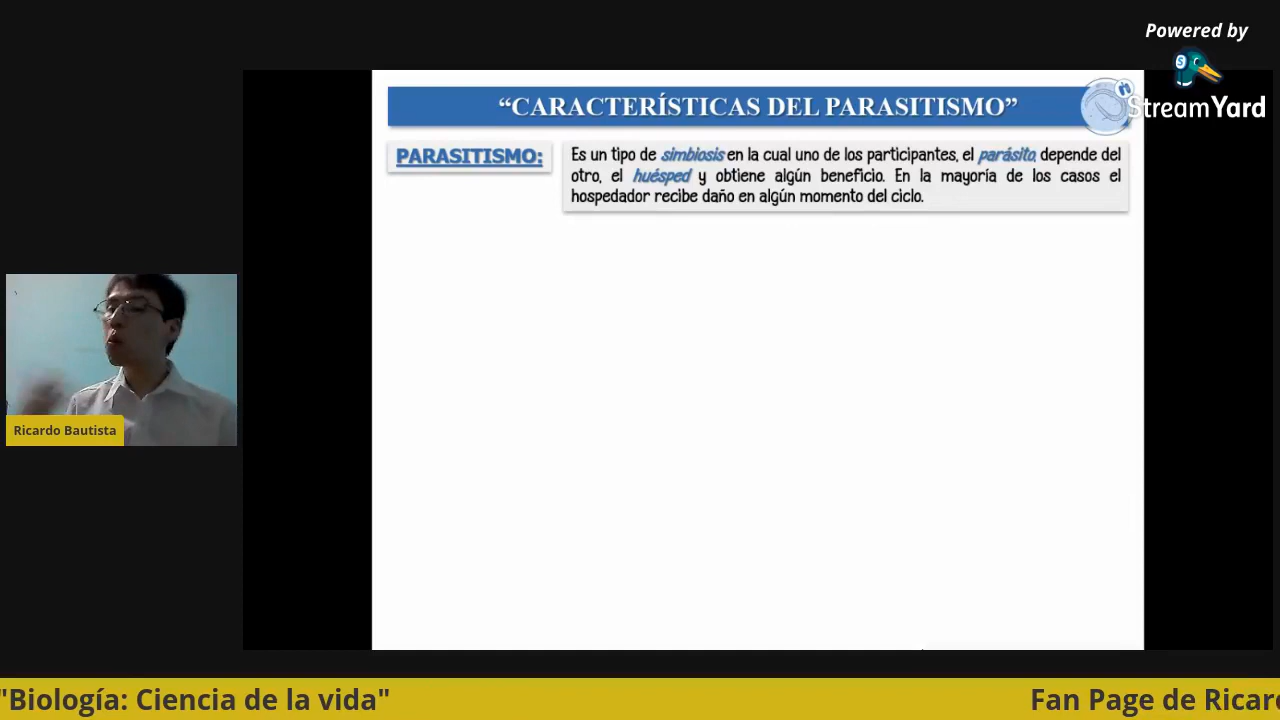 Powered by
StreamYard
“CARACTERÍSTICAS DEL PARASITISMO”
PARASITISMO:
Es un tipo de simbiosis en la cual uno de los participantes, el parásito, depende del
otro, el huésped y obtiene algún beneficio. En la mayoría de los casos el
hospedador recibe daño en algún momento del ciclo.
Ricardo Bautista
"Biología: Ciencia de la vida"
Fan Page de Ricar